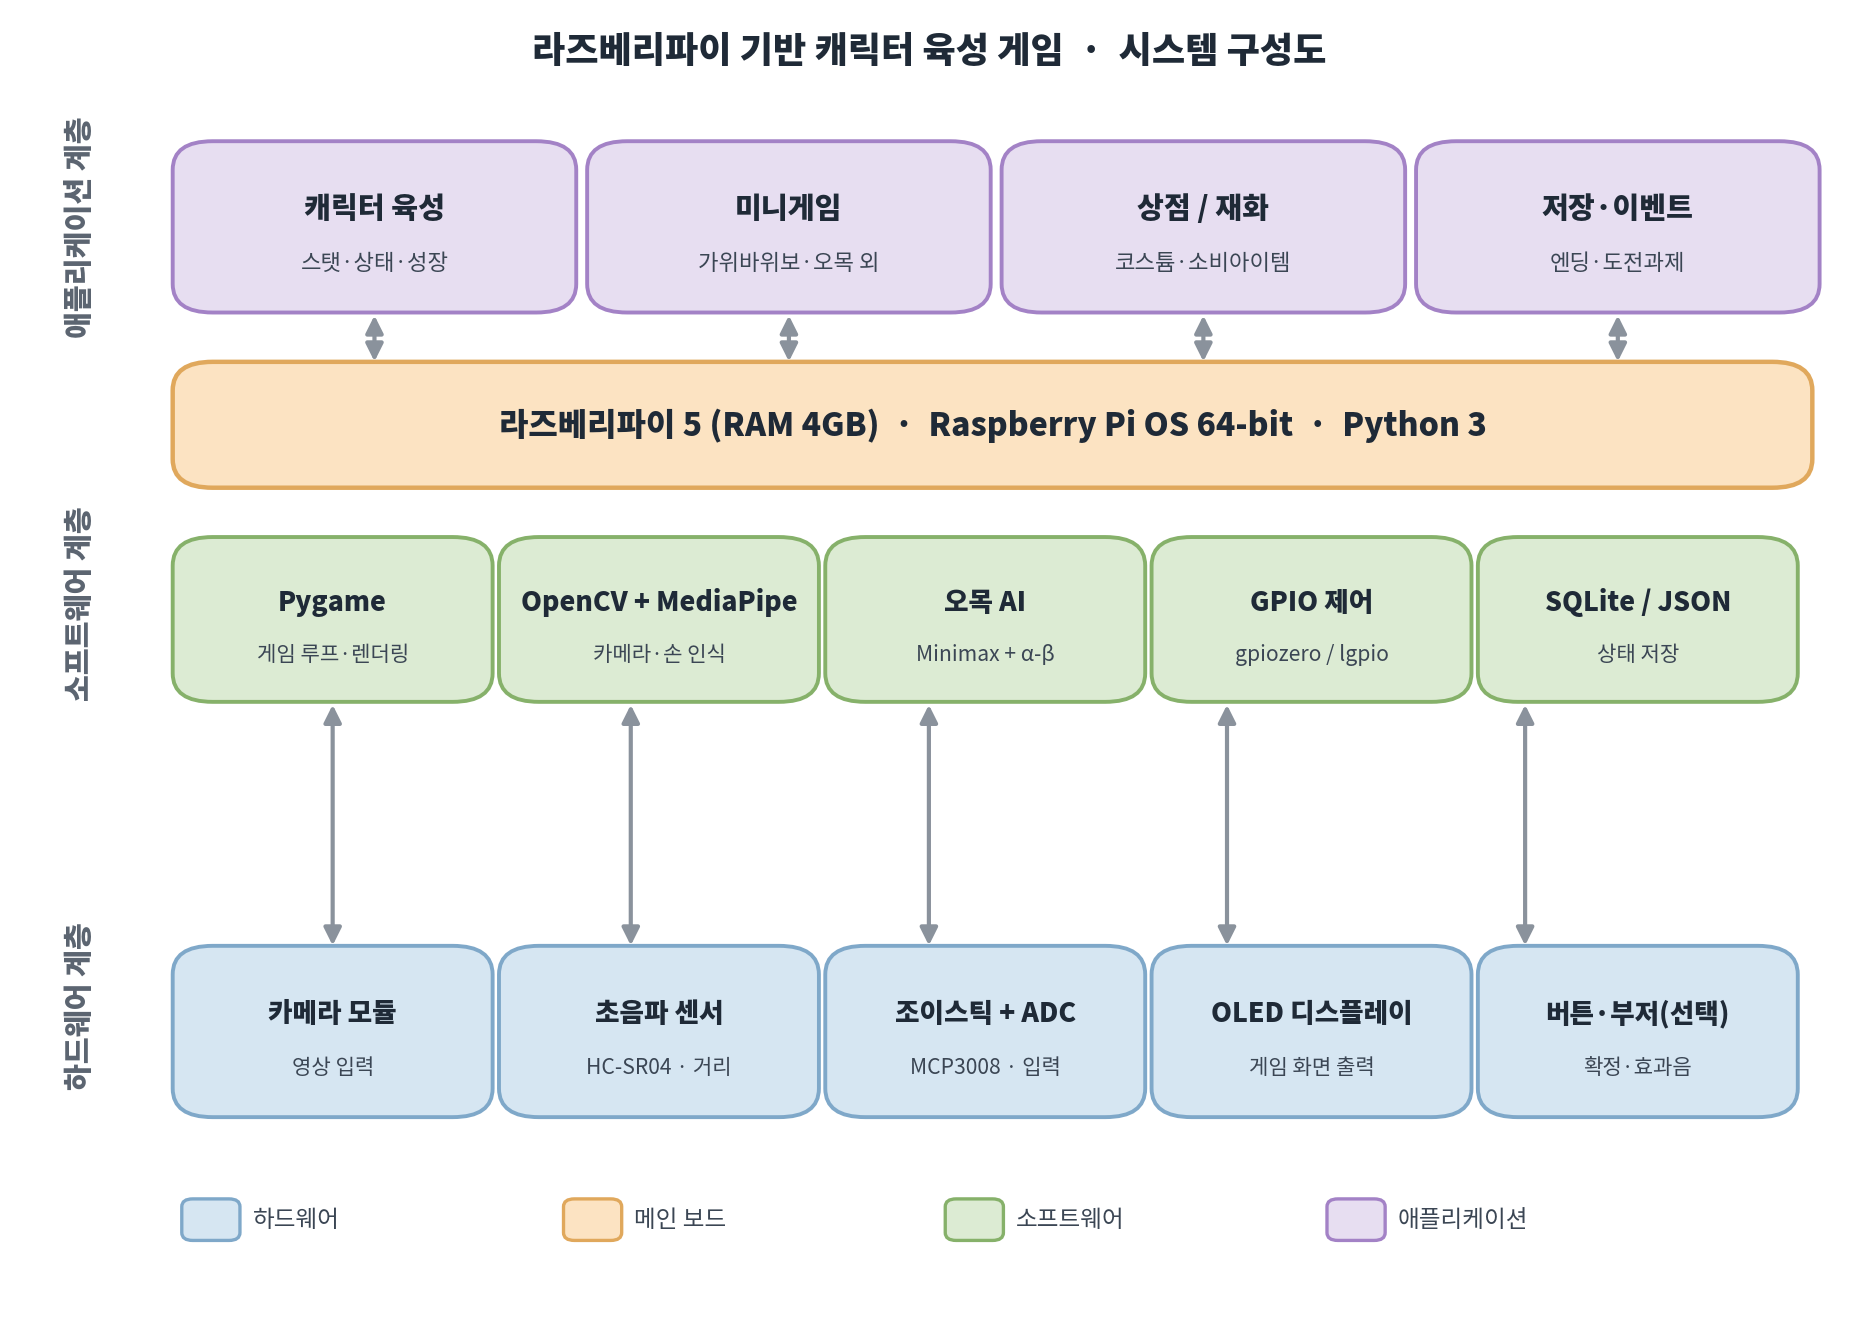 라즈베리파이 기반 캐릭터 육성 게임 · 시스템 구성도
애플리케이션 계층
캐릭터 육성
스탯·상태·성장
미니게임
가위바위보·오목 외
상점 / 재화
코스튬·소비아이템
저장·이벤트
엔딩·도전과제
라즈베리파이 5 (RAM 4GB) · Raspberry Pi OS 64-bit · Python 3
소프트웨어 계층
Pygame
게임 루프·렌더링
OpenCV + MediaPipe
카메라·손 인식
오목 AI
Minimax + α-β
GPIO 제어
gpiozero / lgpio
SQLite / JSON
상태 저장
하드웨어 계층
카메라 모듈
영상 입력
초음파 센서
HC-SR04 · 거리
조이스틱 + ADC
MCP3008 · 입력
OLED 디스플레이
게임 화면 출력
버튼·부저(선택)
확정·효과음
하드웨어
메인 보드
소프트웨어
애플리케이션